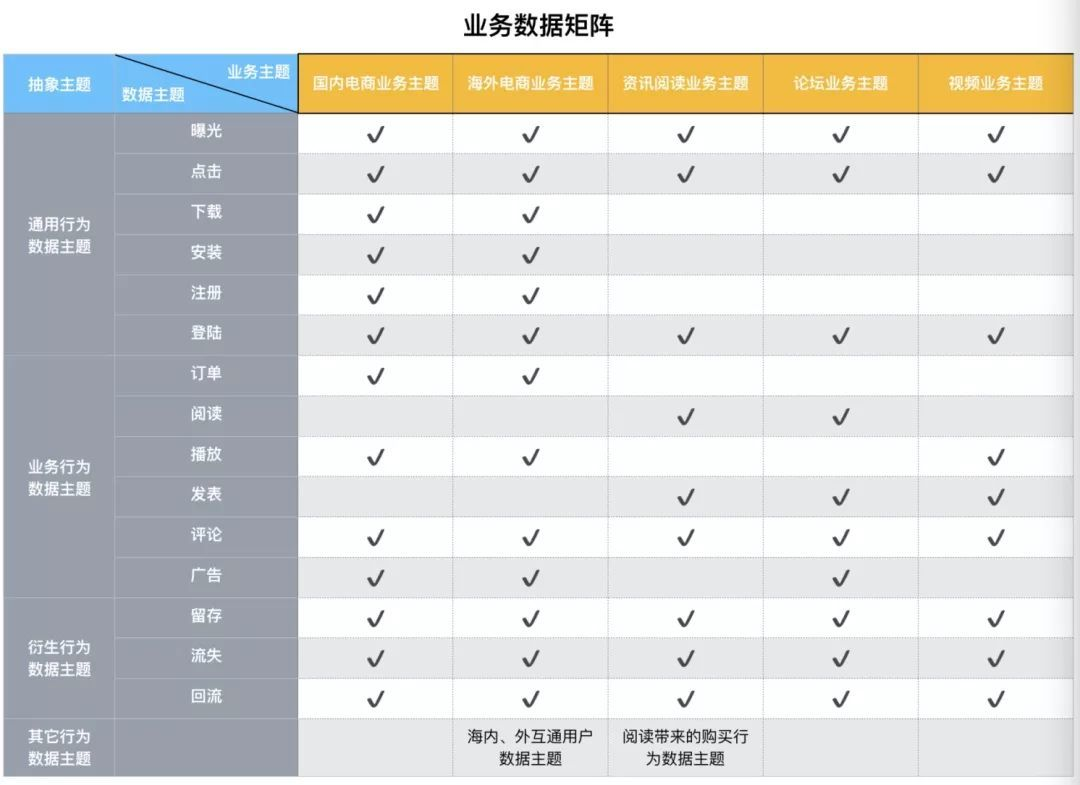 业务数据矩阵
抽象主题
业务主题
数据主题
国内电商业务主题
海外电商业务主题
资讯阅读业务主题
论坛业务主题
视频业务主题
通用行为
数据主题
曝光
✓ ✓ ✓ ✓ ✓
点击
✓ ✓ ✓ ✓ ✓
下载
✓ ✓
安装
✓ ✓
注册
✓ ✓
登陆
✓ ✓ ✓ ✓ ✓
业务行为
数据主题
订单
✓ ✓
阅读
✓ ✓
播放
✓ ✓ ✓
发表
✓ ✓ ✓
评论
✓ ✓ ✓ ✓ ✓
广告
✓ ✓ ✓
衍生行为
数据主题
留存
✓ ✓ ✓ ✓ ✓
流失
✓ ✓ ✓ ✓ ✓
回流
✓ ✓ ✓ ✓ ✓
其它行为
数据主题
海内、外互通用户
数据主题
阅读带来的购买行
为数据主题